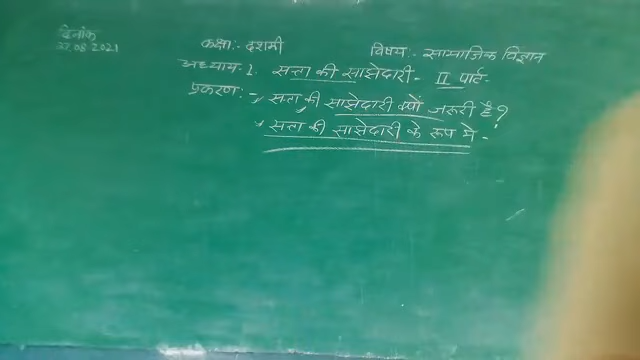 दिनाँक
27.08.2021
कक्षा:- दशमी विषय:- सामाजिक विज्ञान
अध्याय:- 1. सत्ता की साझेदारी - II पार्ट-
प्रकरण:- → सत्ता की साझेदारी क्यों जरूरी है?
→ सत्ता की साझेदारी के रूप मे -